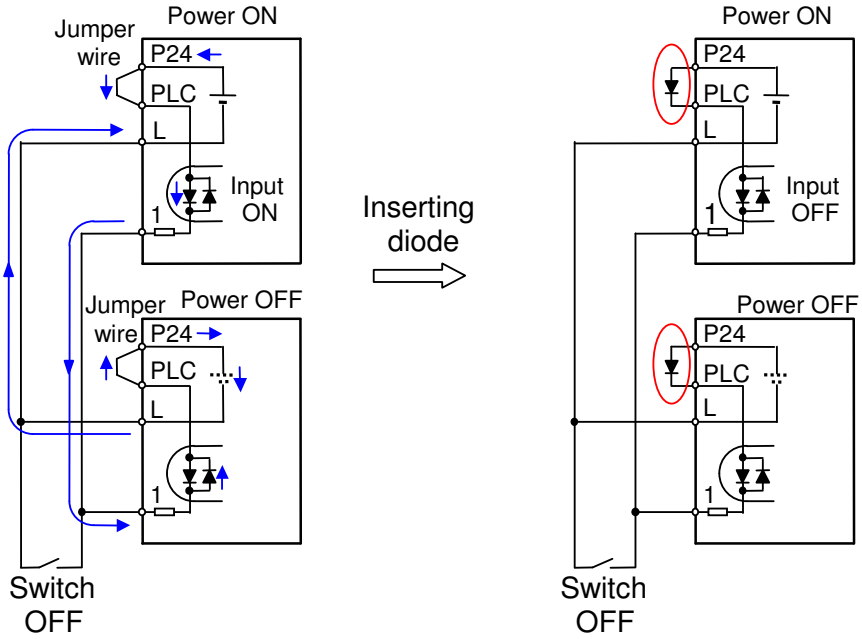 Power ON
Jumper
wire
P24
PLC
L
Input
ON
1
Jumper
wire
Power OFF
P24
PLC
L
1
Switch
OFF
Inserting
diode
Power ON
P24
PLC
L
Input
OFF
1
Power OFF
P24
PLC
L
1
Switch
OFF